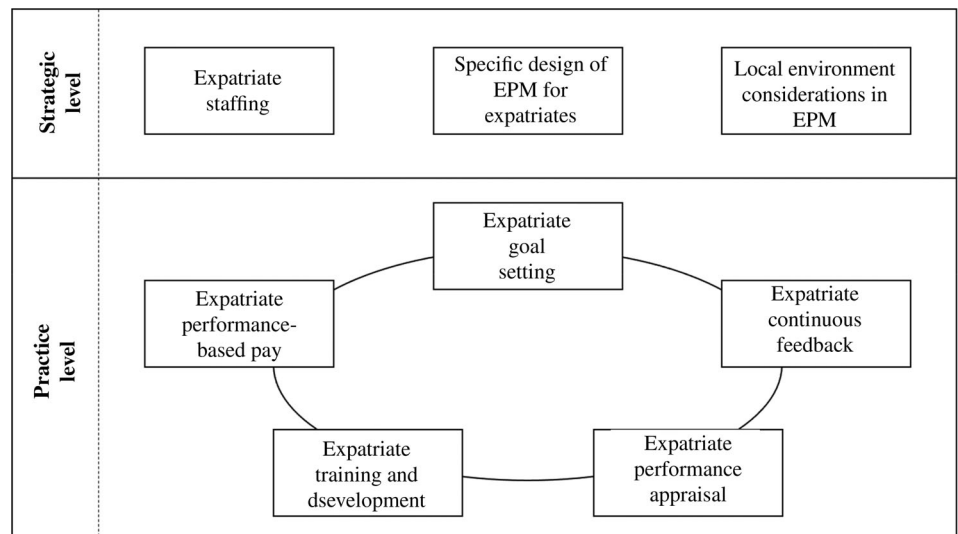 Strategic
level
Expatriate
staffing
Specific design of
EPM for
expatriates
Local environment
considerations in
EPM
Practice
level
Expatriate
goal
setting
Expatriate
performance-
based pay
Expatriate
continuous
feedback
Expatriate
training and
dsevelopment
Expatriate
performance
appraisal